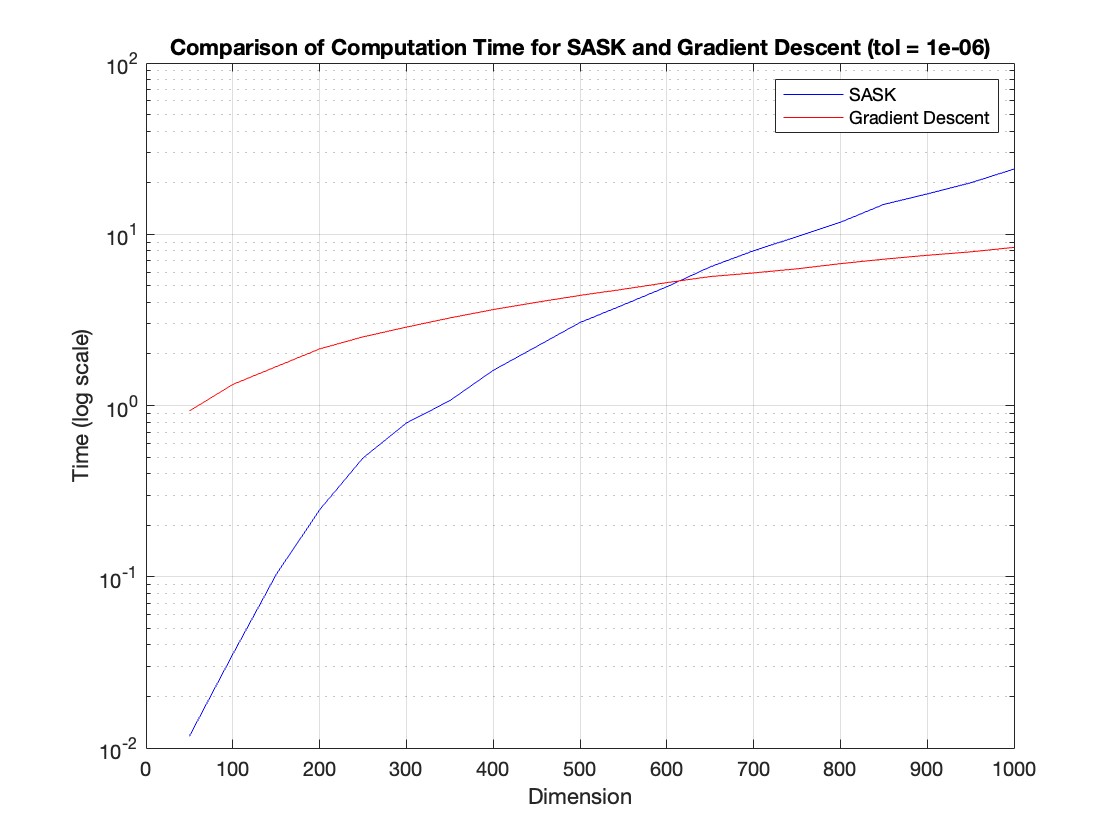 Comparison of Computation Time for SASK and Gradient Descent (tol = 1e-06)
SASK
Gradient Descent
Time (log scale)
10^2
10^1
10^0
10^-1
10^-2
0 100 200 300 400 500 600 700 800 900 1000
Dimension